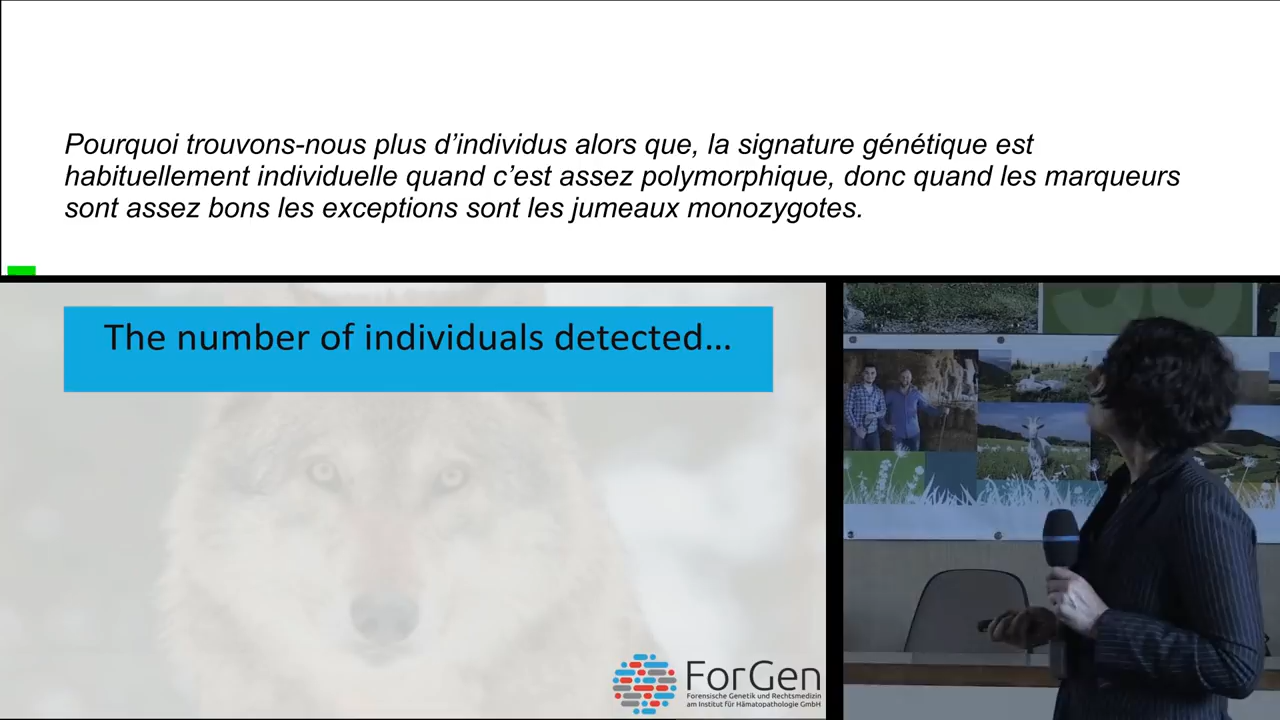 Pourquoi trouvons-nous plus d’individus alors que, la signature génétique est
habituellement individuelle quand c’est assez polymorphique, donc quand les marqueurs
sont assez bons les exceptions sont les jumeaux monozygotes.
The number of individuals detected...
ForGen
Forensische Genetik und Rechtsmedizin
am Institut für Hämatopathologie GmbH